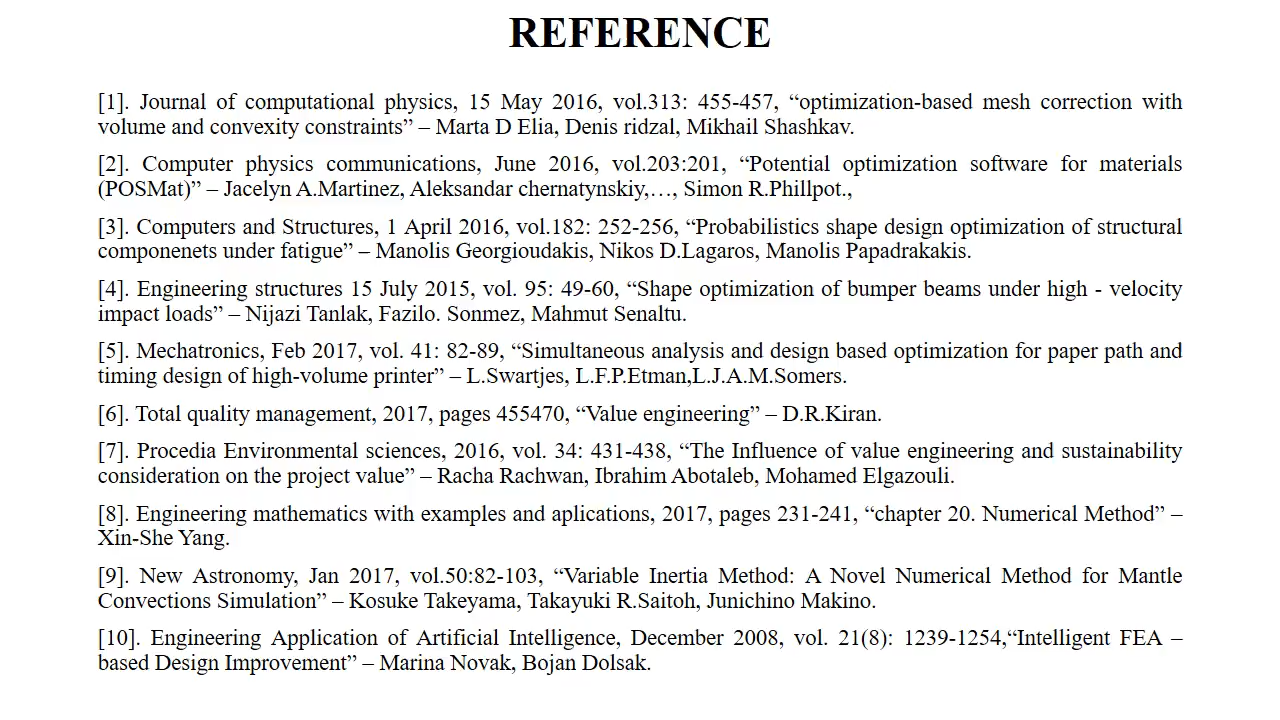 REFERENCE
[1]. Journal of computational physics, 15 May 2016, vol.313: 455-457, “optimization-based mesh correction with
volume and convexity constraints” – Marta D Elia, Denis ridzal, Mikhail Shashkav.
[2]. Computer physics communications, June 2016, vol.203:201, “Potential optimization software for materials
(POSMat)” – Jacelyn A.Martinez, Aleksandar chernatynskiy,…, Simon R.Phillpot.,
[3]. Computers and Structures, 1 April 2016, vol.182: 252-256, “Probabilistics shape design optimization of structural
componenets under fatigue” – Manolis Georgioudakis, Nikos D.Lagaros, Manolis Papadrakakis.
[4]. Engineering structures 15 July 2015, vol. 95: 49-60, “Shape optimization of bumper beams under high - velocity
impact loads” – Nijazi Tanlak, Fazilo. Sonmez, Mahmut Senaltu.
[5]. Mechatronics, Feb 2017, vol. 41: 82-89, “Simultaneous analysis and design based optimization for paper path and
timing design of high-volume printer” – L.Swartjes, L.F.P.Etman,L.J.A.M.Somers.
[6]. Total quality management, 2017, pages 455470, “Value engineering” – D.R.Kiran.
[7]. Procedia Environmental sciences, 2016, vol. 34: 431-438, “The Influence of value engineering and sustainability
consideration on the project value” – Racha Rachwan, Ibrahim Abotaleb, Mohamed Elgazouli.
[8]. Engineering mathematics with examples and aplications, 2017, pages 231-241, “chapter 20. Numerical Method” –
Xin-She Yang.
[9]. New Astronomy, Jan 2017, vol.50:82-103, “Variable Inertia Method: A Novel Numerical Method for Mantle
Convections Simulation” – Kosuke Takeyama, Takayuki R.Saitoh, Junichino Makino.
[10]. Engineering Application of Artificial Intelligence, December 2008, vol. 21(8): 1239-1254,“Intelligent FEA –
based Design Improvement” – Marina Novak, Bojan Dolsak.